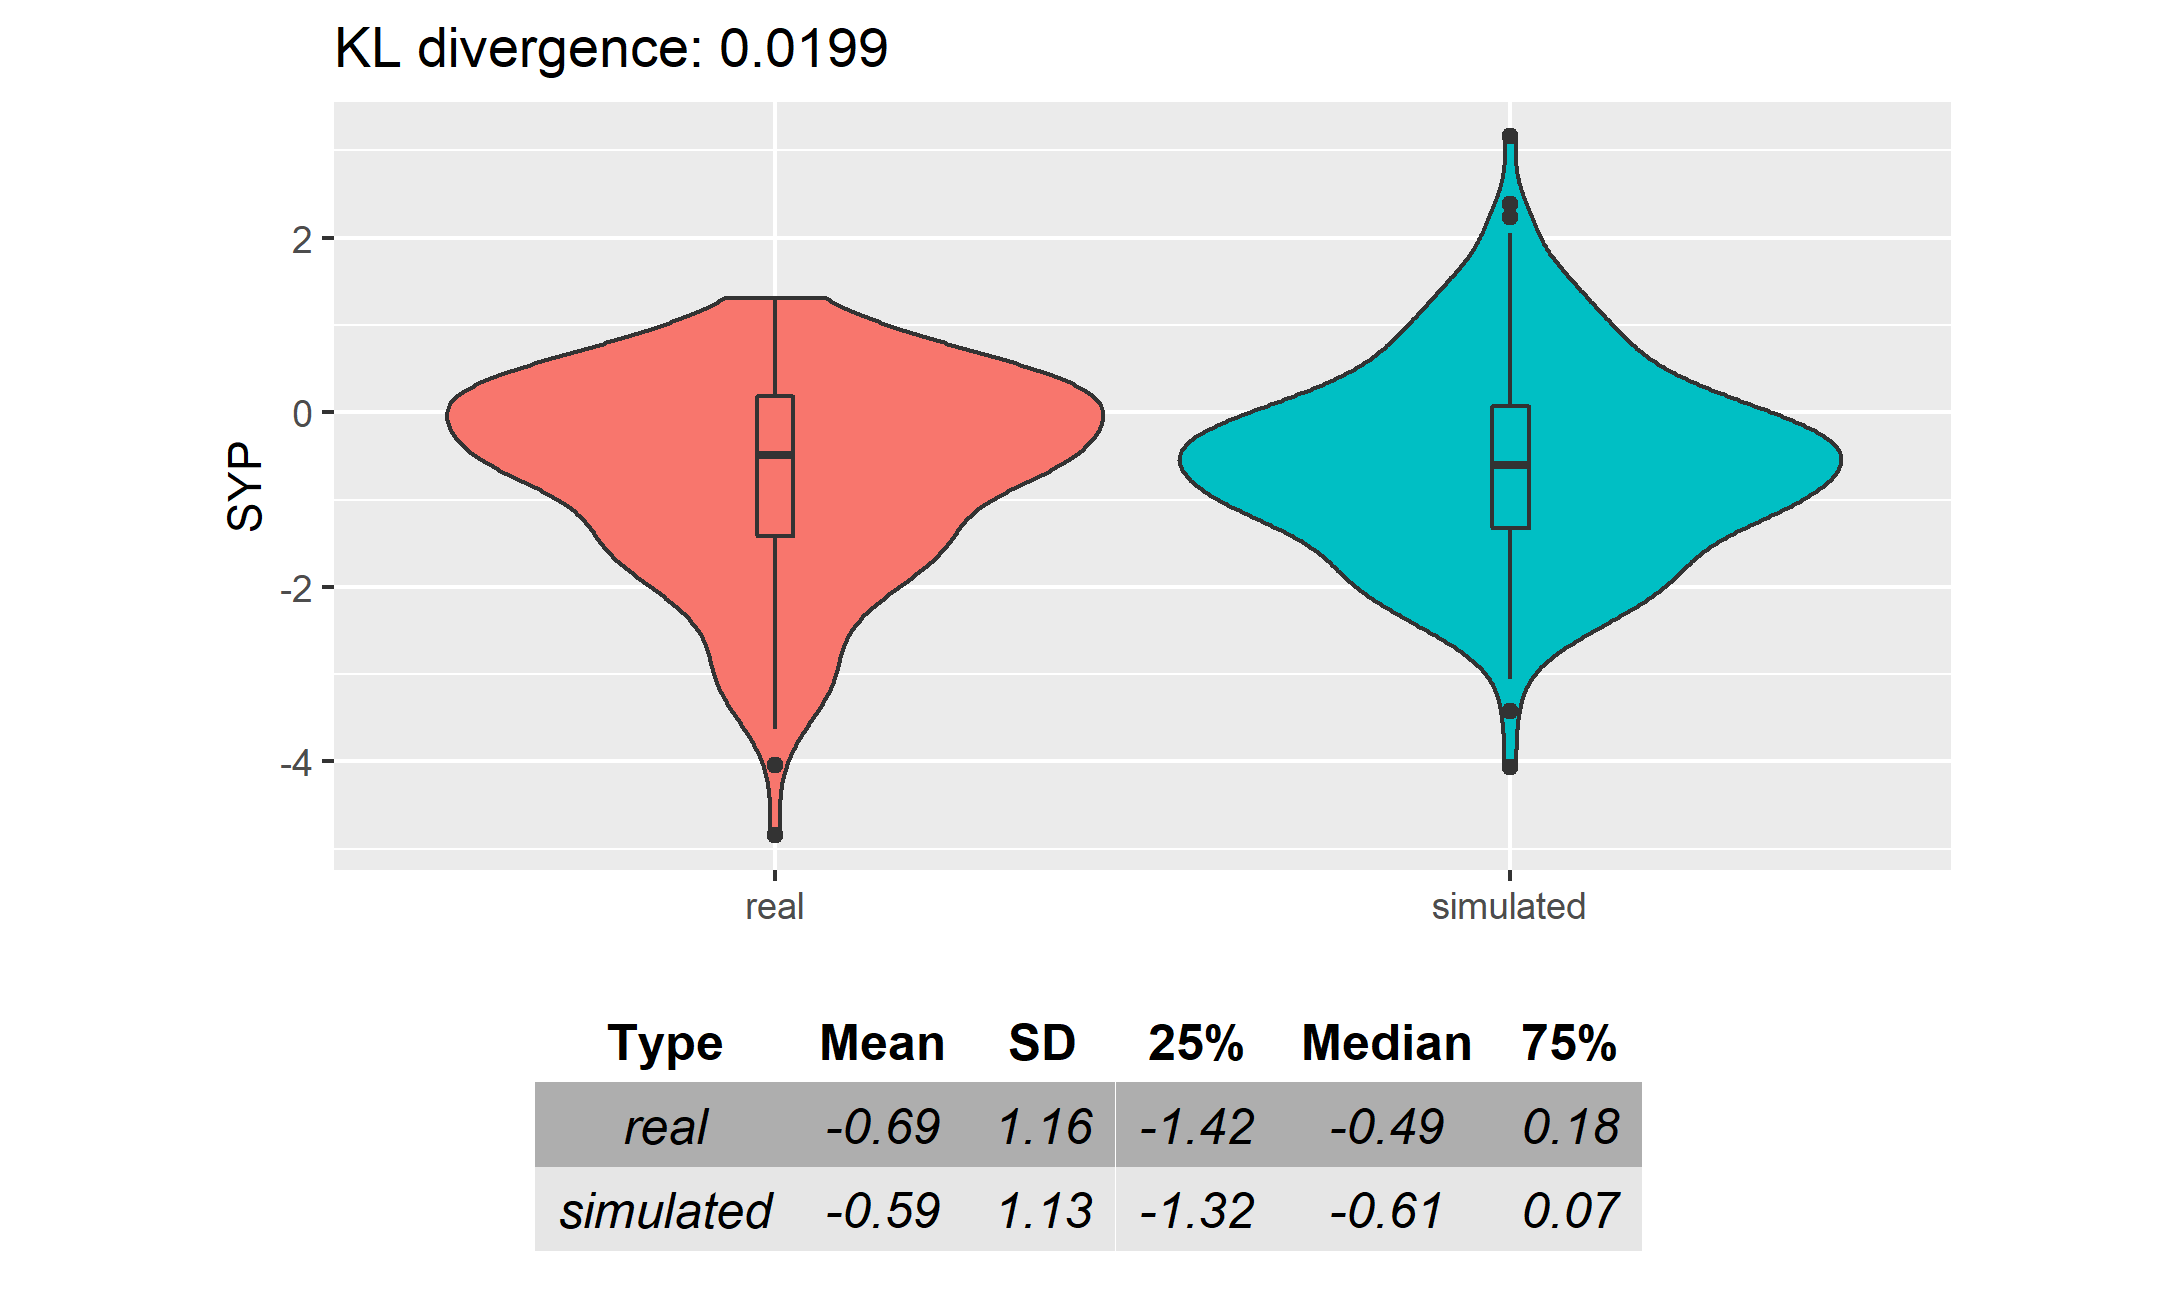 KL divergence: 0.0199
SYP
2
0
-2
-4
real simulated
Type Mean SD 25% Median 75%
real -0.69 1.16 -1.42 -0.49 0.18
simulated -0.59 1.13 -1.32 -0.61 0.07